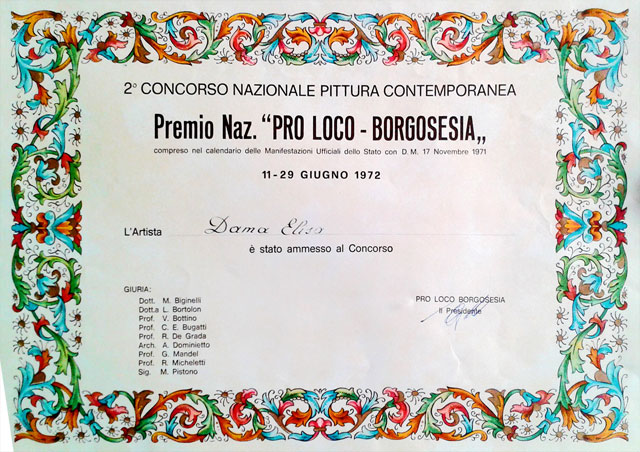 2° CONCORSO NAZIONALE PITTURA CONTEMPORANEA
Premio Naz. “PRO LOCO - BORGOSESIA„
compreso nel calendario delle Manifestazioni Ufficiali dello Stato con D. M. 17 Novembre 1971
11-29 GIUGNO 1972
L'Artista Dama Elisa
è stato ammesso al Concorso
GIURIA:
Dott. M. Biginelli
Dott.a L. Bortolon
Prof. V. Bottino
Prof. C. E. Bugatti
Prof. R. De Grada
Arch. A. Dominietto
Prof. G. Mandel
Prof. R. Micheletti
Sig. M. Pistono
PRO LOCO BORGOSESIA
Il Presidente